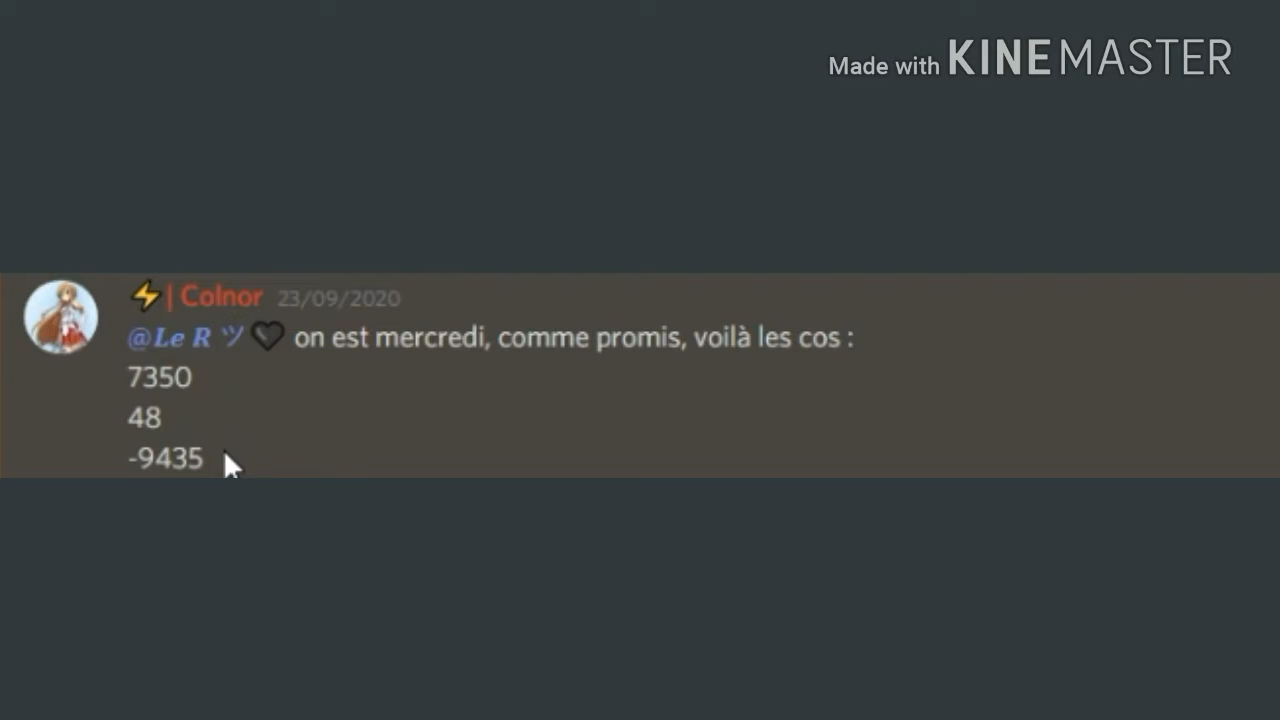 Made with KINEMASTER
⚡| Colnor 23/09/2020
@Le R ツ🖤 on est mercredi, comme promis, voilà les cos :
7350
48
-9435